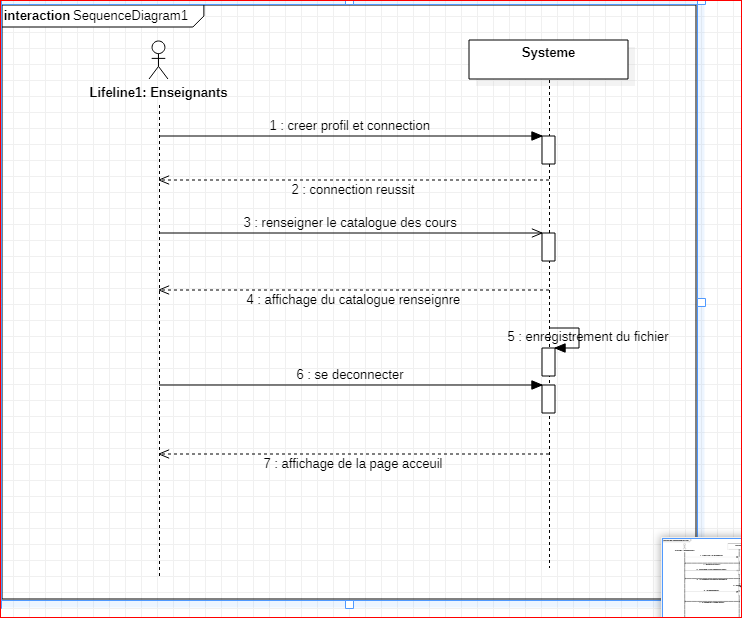 interaction SequenceDiagram1
Systeme
Lifeline1: Enseignants
1 : creer profil et connection
2 : connection reussit
3 : renseigner le catalogue des cours
4 : affichage du catalogue renseignre
5 : enregistrement du fichier
6 : se deconnecter
7 : affichage de la page acceuil